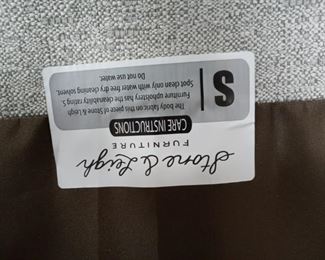 Stone & Leigh
FURNITURE
CARE INSTRUCTIONS
The body fabric on this piece of Stone & Leigh
Furniture upholstery has the cleanability rating S.
Spot clean only with water free dry cleaning solvent.
Do not use water.
S